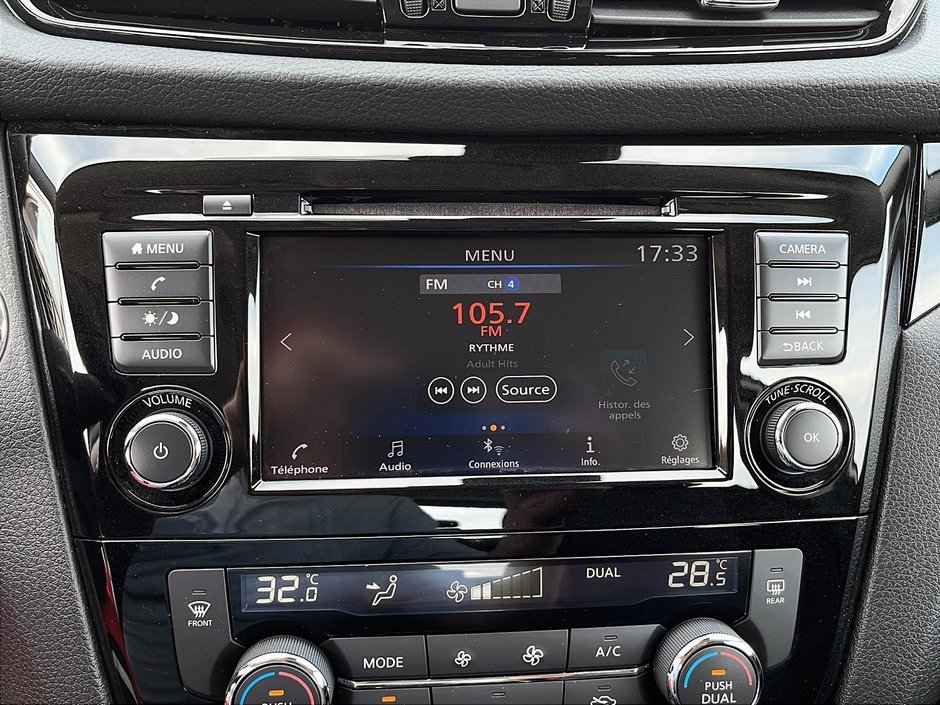 MENU
AUDIO
VOLUME
MENU 17:33
FM CH 4
105.7
FM
RYTHME
Adult Hits
Source
Histor. des
appels
Téléphone
Audio
Connexions
Info.
Réglages
CAMERA
BACK
TUNE·SCROLL
OK
FRONT
32.0°C
DUAL
28.5°C
REAR
MODE
A/C
PUSH
PUSH
DUAL